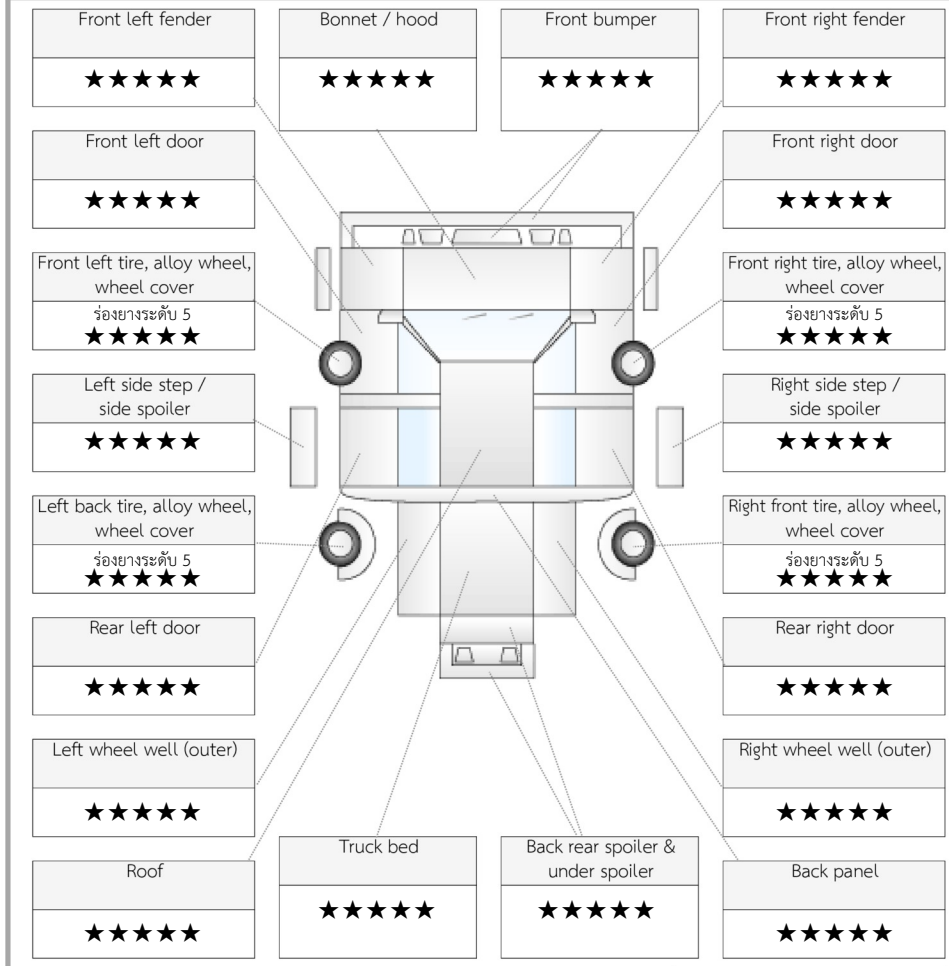 Front left fender
★★★★★
Bonnet / hood
★★★★★
Front bumper
★★★★★
Front right fender
★★★★★
Front left door
★★★★★
Front right door
★★★★★
Front left tire, alloy wheel,
wheel cover
ร่องยางระดับ 5
★★★★★
Front right tire, alloy wheel,
wheel cover
ร่องยางระดับ 5
★★★★★
Left side step /
side spoiler
★★★★★
Right side step /
side spoiler
★★★★★
Left back tire, alloy wheel,
wheel cover
ร่องยางระดับ 5
★★★★★
Right front tire, alloy wheel,
wheel cover
ร่องยางระดับ 5
★★★★★
Rear left door
★★★★★
Rear right door
★★★★★
Left wheel well (outer)
★★★★★
Right wheel well (outer)
★★★★★
Roof
★★★★★
Truck bed
★★★★★
Back rear spoiler &
under spoiler
★★★★★
Back panel
★★★★★